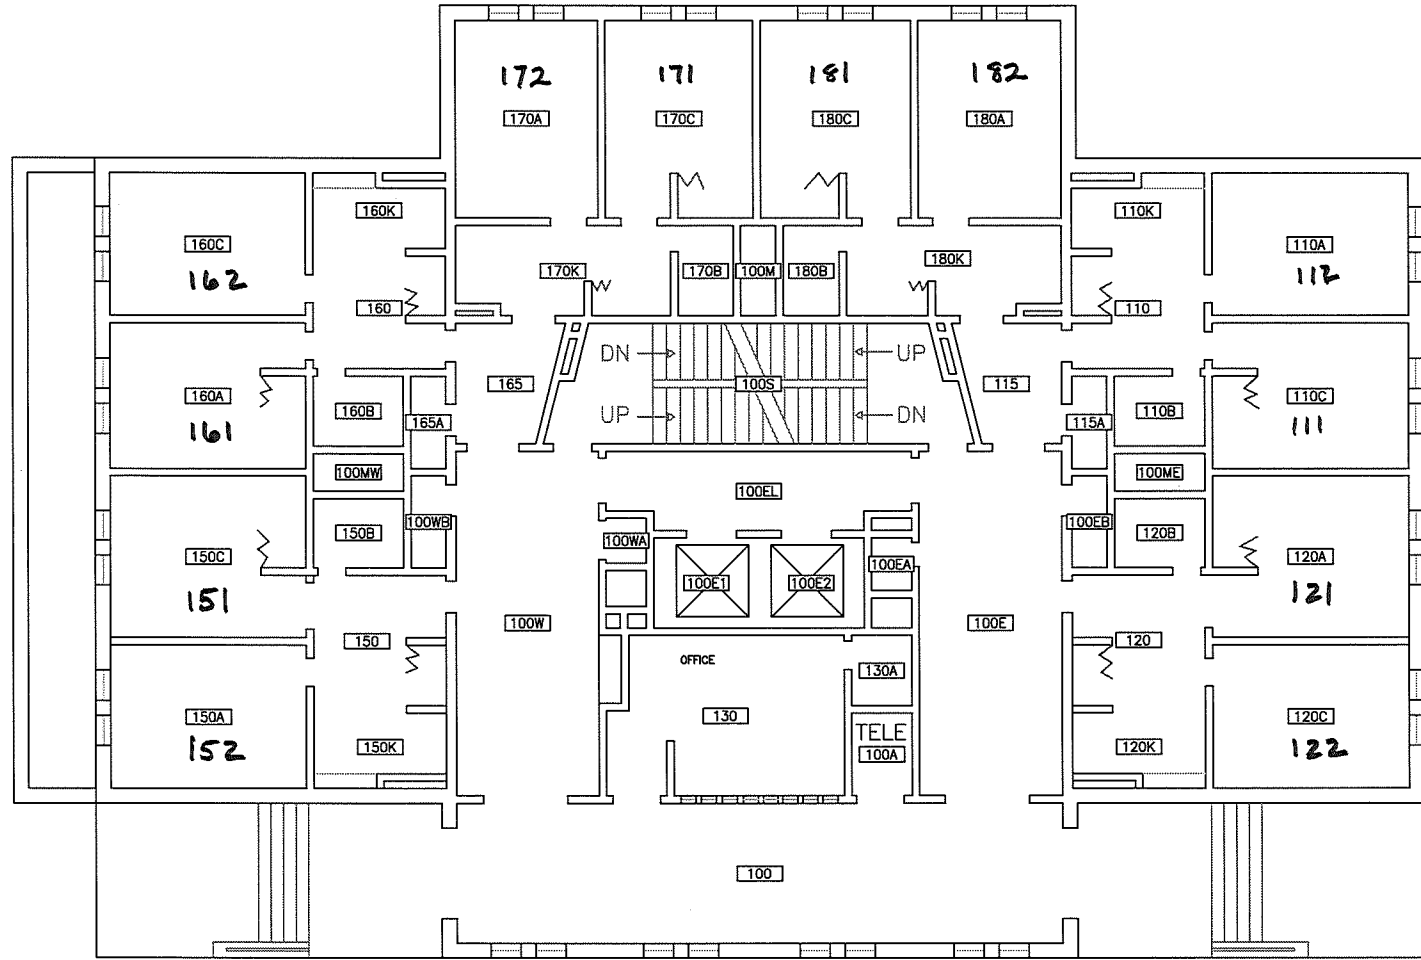 172 171 181 182
170A 170C 180C 180A
160K 110K
160C 110A
162 112
170K 170B 100M 180B 180K
160 110
DN UP
165 100S 115
160A 110C
161 111
160B 165A UP DN 115A 110B
100MW 100ME
100EL
100WB 100EB
150B 120B
100WA
150C 120A
100EA
151 121
100E1 100E2
100W 100E
150 120
OFFICE
130A
150A 130 120C
TELE
152 122
150K 100A 120K
100